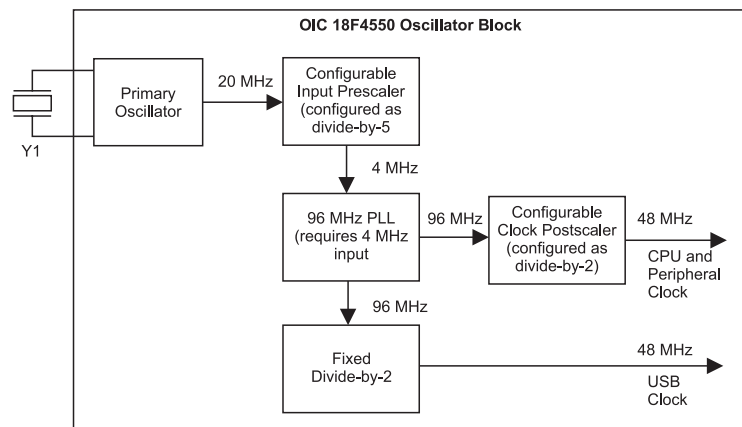 OIC 18F4550 Oscillator Block
Y1
Primary
Oscillator
20 MHz
Configurable
Input Prescaler
(configured as
divide-by-5
4 MHz
96 MHz PLL
(requires 4 MHz
input
96 MHz
Configurable
Clock Postscaler
(configured as
divide-by-2)
48 MHz
CPU and
Peripheral
Clock
96 MHz
Fixed
Divide-by-2
48 MHz
USB
Clock